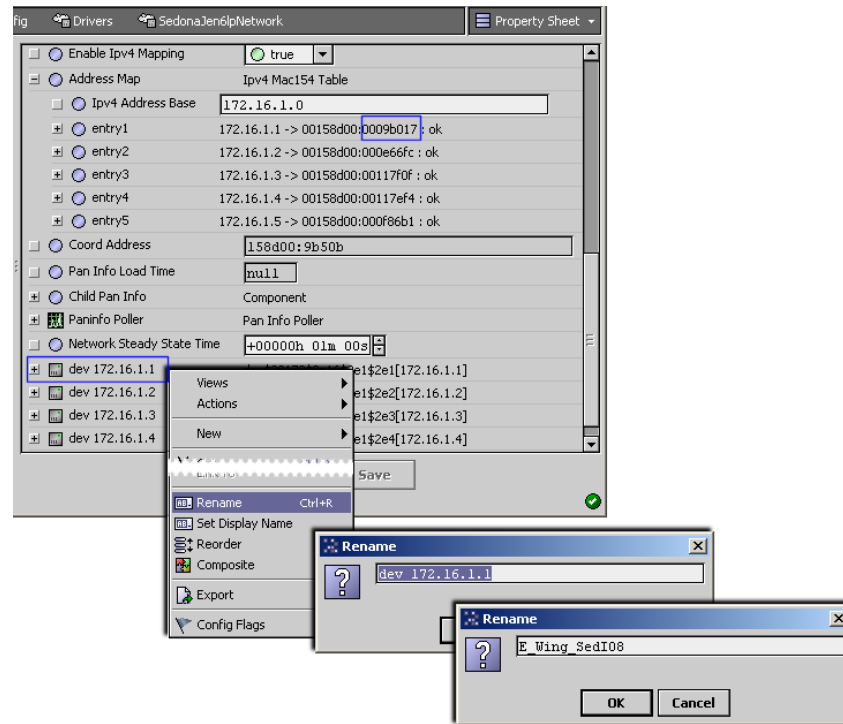 fig Drivers SedonaJen6lpNetwork Property Sheet
Enable Ipv4 Mapping true
Address Map Ipv4 Mac154 Table
Ipv4 Address Base 172.16.1.0
entry1 172.16.1.1 -> 00158d00:0009b017 : ok
entry2 172.16.1.2 -> 00158d00:000e66fc : ok
entry3 172.16.1.3 -> 00158d00:00117f0f : ok
entry4 172.16.1.4 -> 00158d00:00117ef4 : ok
entry5 172.16.1.5 -> 00158d00:000f86b1 : ok
Coord Address 158d00:9b50b
Pan Info Load Time null
Child Pan Info Component
Paninfo Poller Pan Info Poller
Network Steady State Time +00000h 01m 00s
dev 172.16.1.1 e1$2e1[172.16.1.1]
dev 172.16.1.2 e1$2e2[172.16.1.2]
dev 172.16.1.3 e1$2e3[172.16.1.3]
dev 172.16.1.4 e1$2e4[172.16.1.4]
Save
Views
Actions
New
Rename Ctrl+R
Set Display Name
Reorder
Composite
Export
Config Flags
Rename
dev 172.16.1.1
Rename
E_Wing_SedI08
OK Cancel